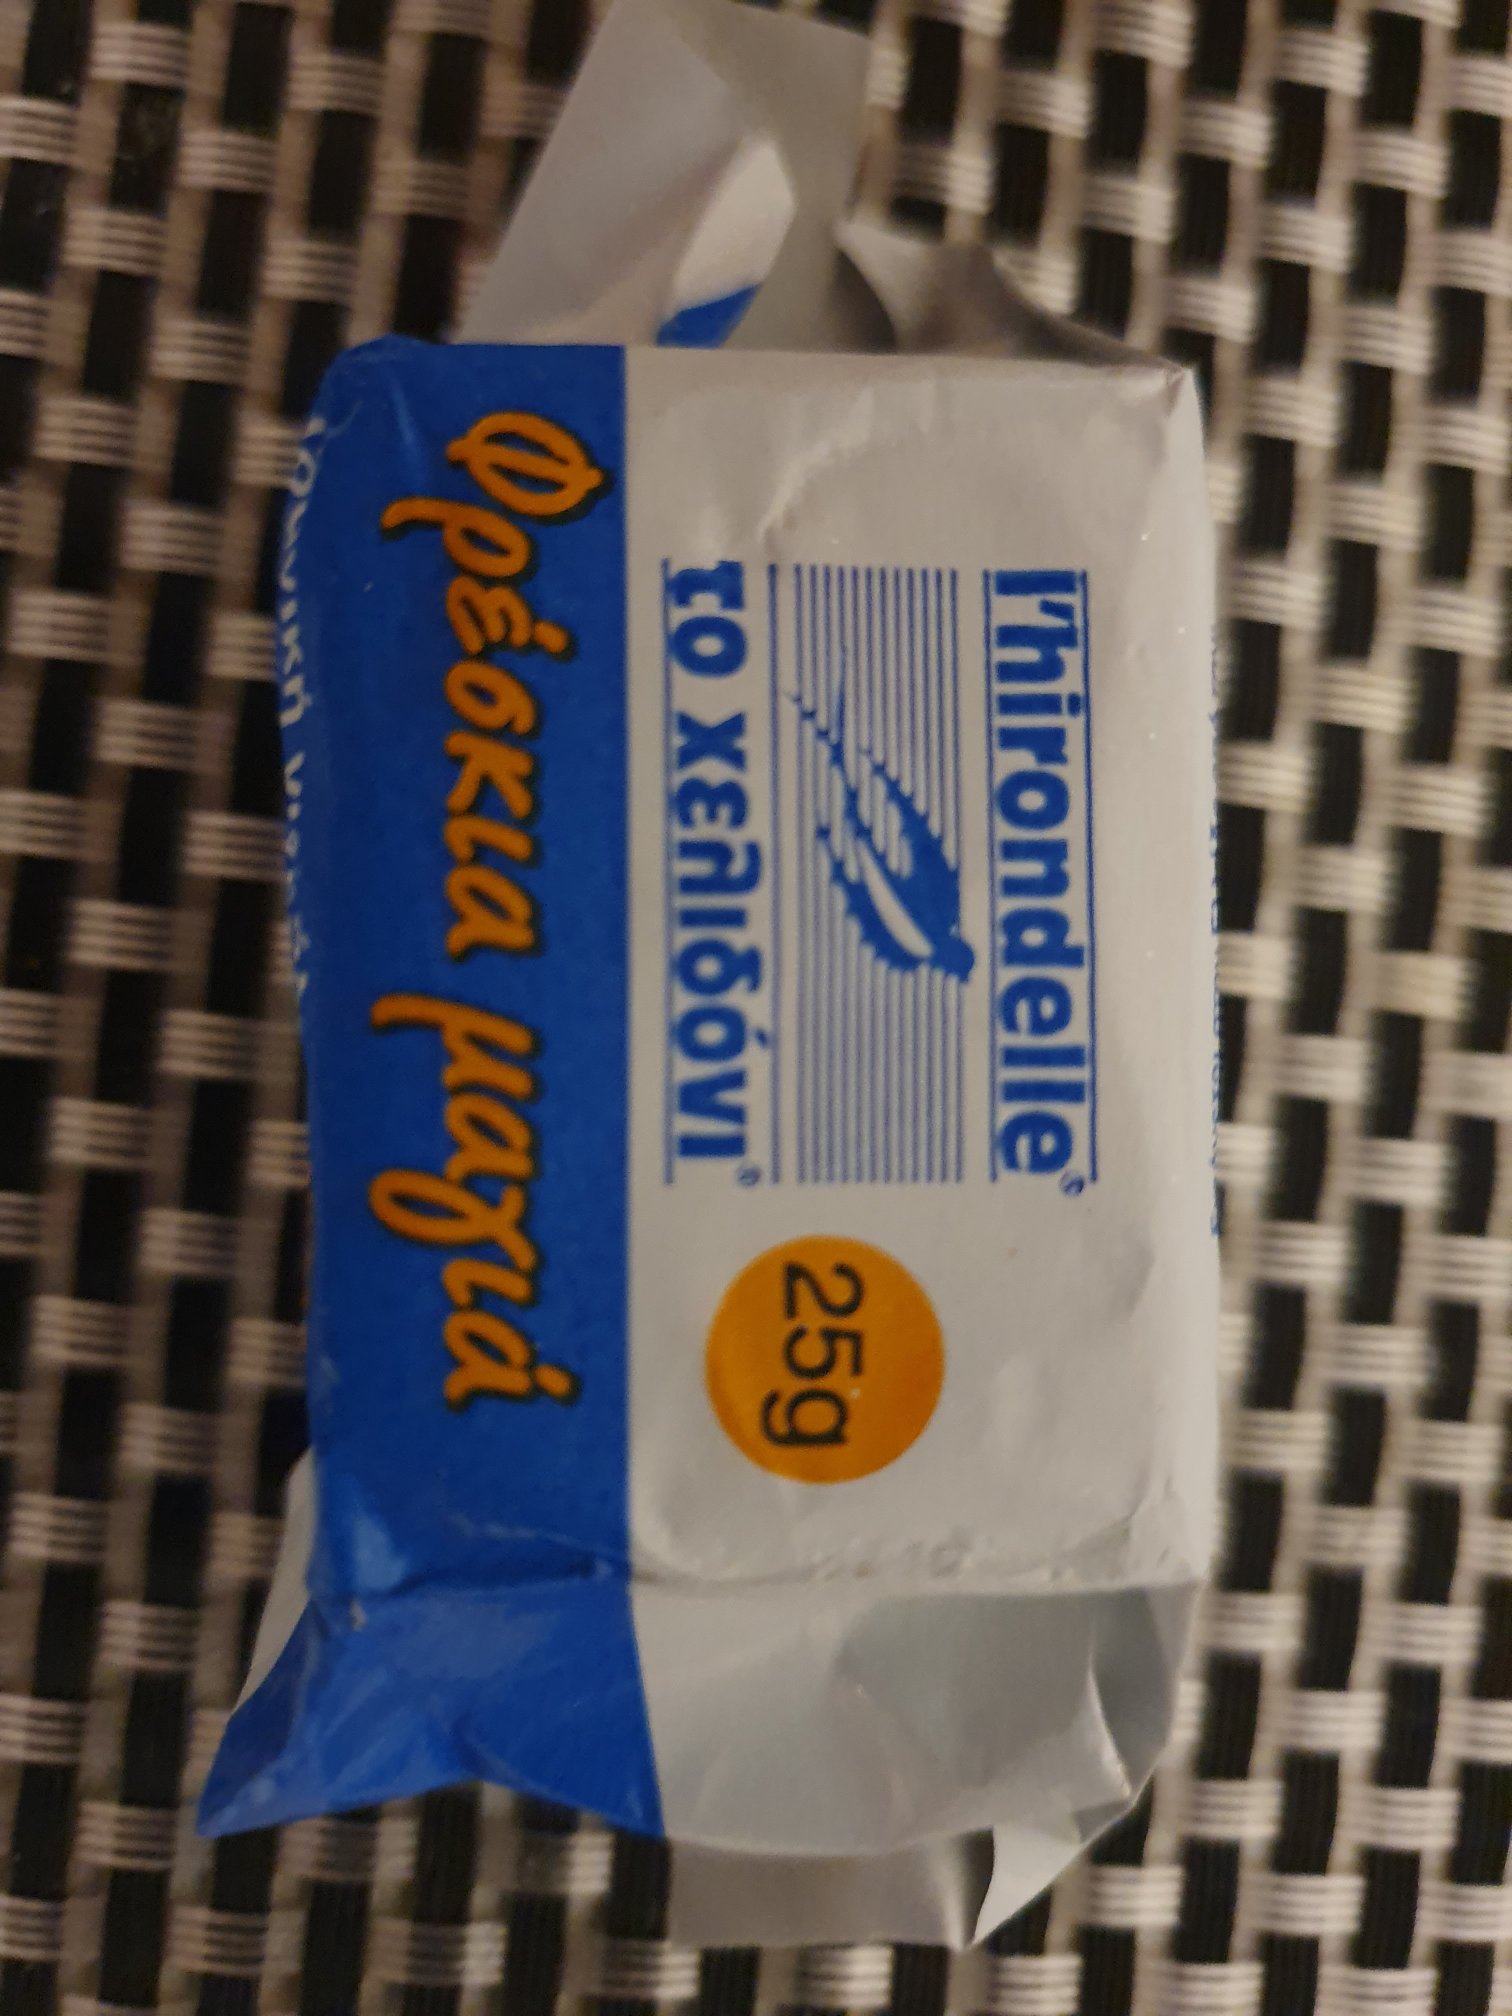 l'hirondelle®
το χελιδόνι®
25g
Φρέσκια μαγιά